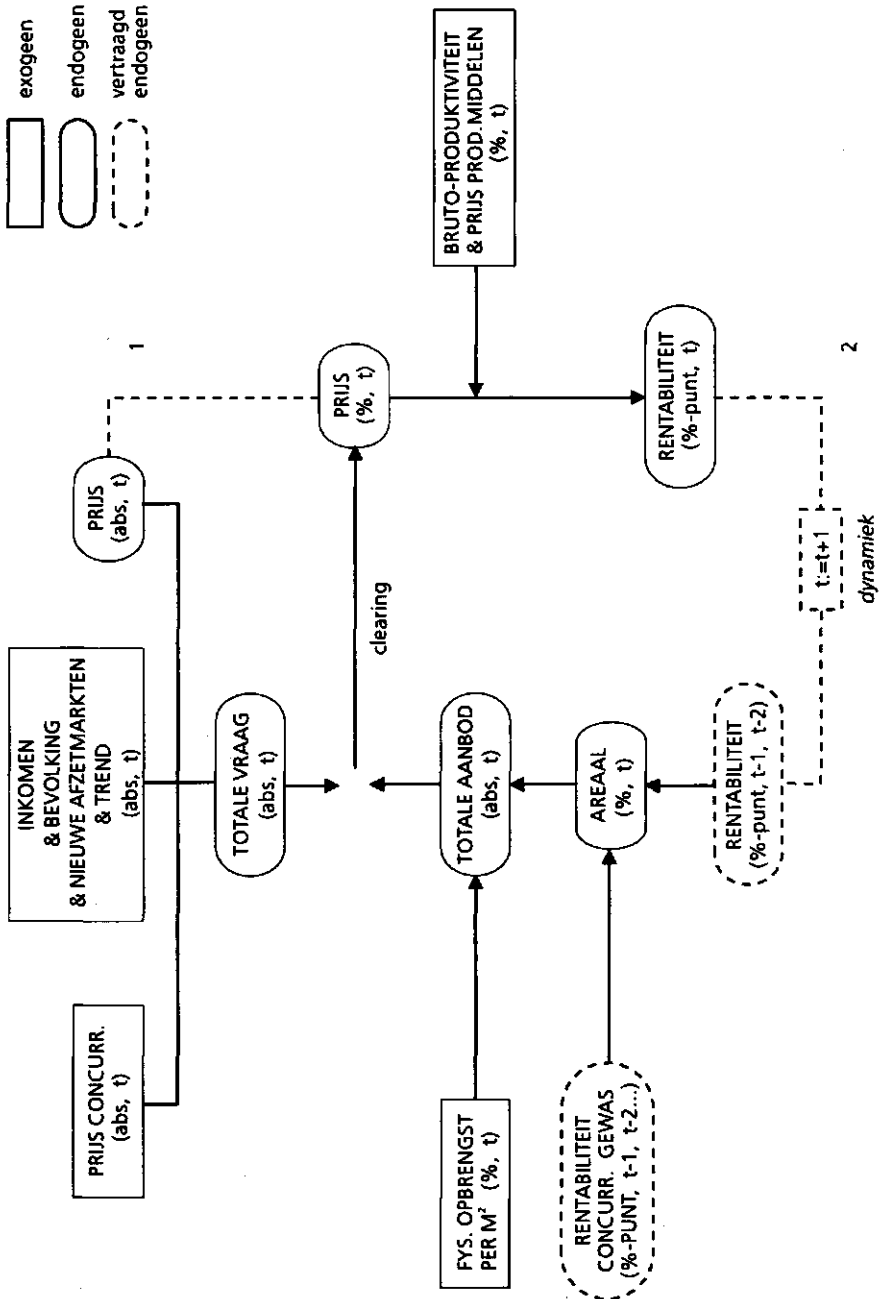 exogeen
endogeen
vertraagd
endogeen
PRIJS CONCURR.
(abs, t)
INKOMEN
& BEVOLKING
& NIEUWE AFZETMARKTEN
& TREND
(abs, t)
PRIJS
(abs, t)
1
TOTALE VRAAG
(abs, t)
clearing
PRIJS
(%, t)
BRUTO-PRODUKTIVITEIT
& PRIJS PROD.MIDDELEN
(%, t)
FYS. OPBRENGST
PER M² (%, t)
TOTALE AANBOD
(abs, t)
RENTABILITEIT
CONCURR. GEWAS
(%-PUNT, t-1, t-2...)
AREAAL
(%, t)
RENTABILITEIT
(%-punt, t)
RENTABILITEIT
(%-punt, t-1, t-2)
t:=t+1
dynamiek
2